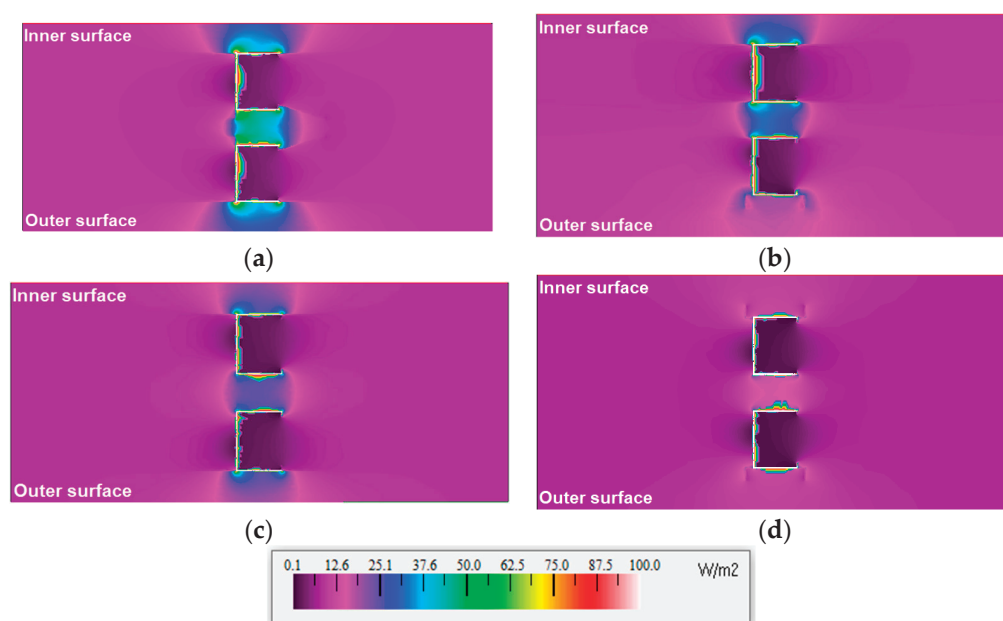 Inner surface
Outer surface
(a)
Inner surface
Outer surface
(b)
Inner surface
Outer surface
(c)
Inner surface
Outer surface
(d)
0.1 12.6 25.1 37.6 50.0 62.5 75.0 87.5 100.0 W/m2